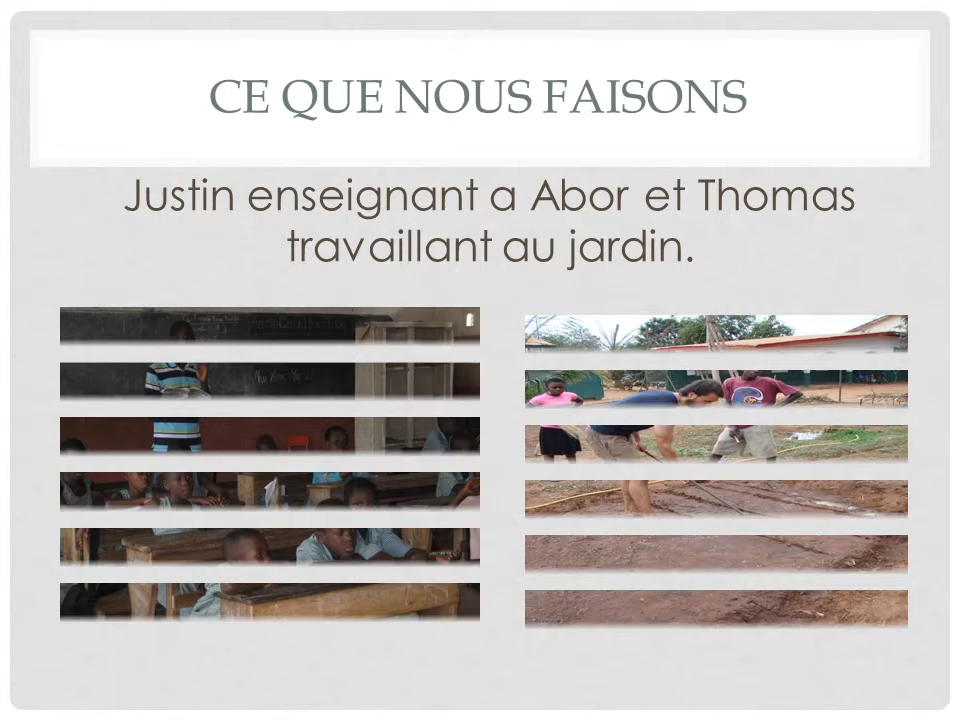 CE QUE NOUS FAISONS
Justin enseignant a Abor et Thomas
travaillant au jardin.